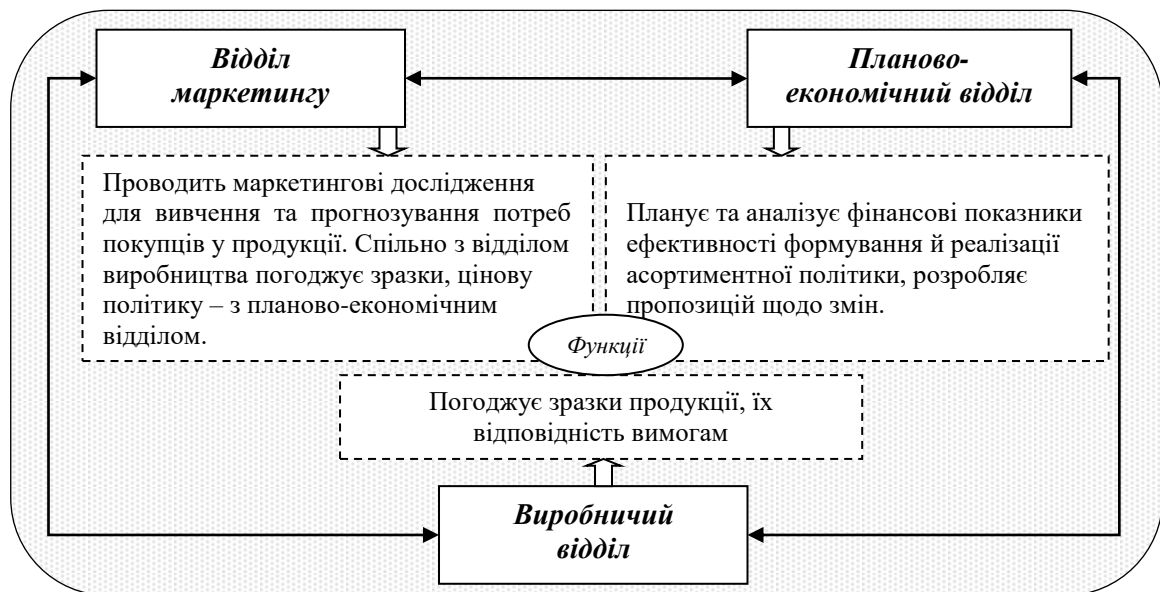 Відділ
маркетингу
Планово-
економічний відділ
Проводить маркетингові дослідження
для вивчення та прогнозування потреб
покупців у продукції. Спільно з відділом
виробництва погоджує зразки, цінову
політику – з планово-економічним
відділом.
Планує та аналізує фінансові показники
ефективності формування й реалізації
асортиментної політики, розробляє
пропозицій щодо змін.
Функції
Погоджує зразки продукції, їх
відповідність вимогам
Виробничий
відділ